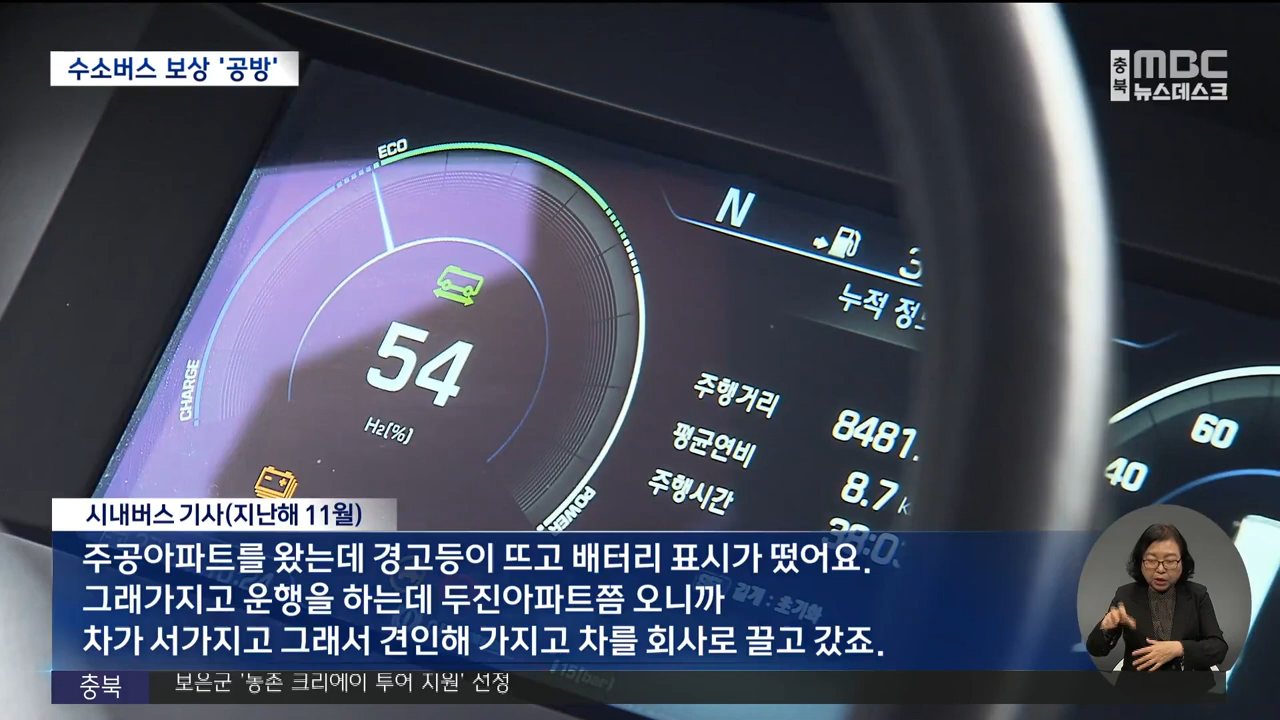 수소버스 보상 '공방'
충북
MBC
뉴스데스크
ECO
N
누적
54
H₂[%]
CHARGE
POWER
주행거리
8481.
평균연비
8.7
주행시간
60
40
시내버스 기사(지난해 11월)
주공아파트를 왔는데 경고등이 뜨고 배터리 표시가 떴어요.
그래가지고 운행을 하는데 두진아파트쯤 오니까
차가 서가지고 그래서 견인해 가지고 차를 회사로 끌고 갔죠.
충북
보은군 '농촌 크리에이 투어 지원' 선정